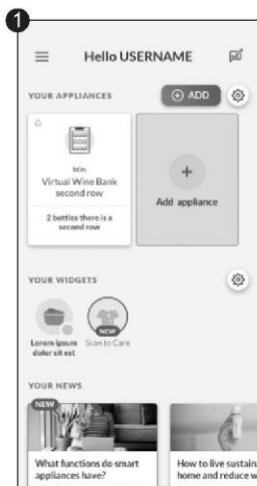 1
Hello USERNAME
YOUR APPLIANCES
ADD
NOn
Virtual Wine Bank
second row
2 bottles there is a
second row
Add appliance
YOUR WIDGETS
NEW
Lorem ipsum
dolor sit est
Scan to Care
YOUR NEWS
NEW
What functions do smart
appliances have?
How to live sustaina
home and reduce w